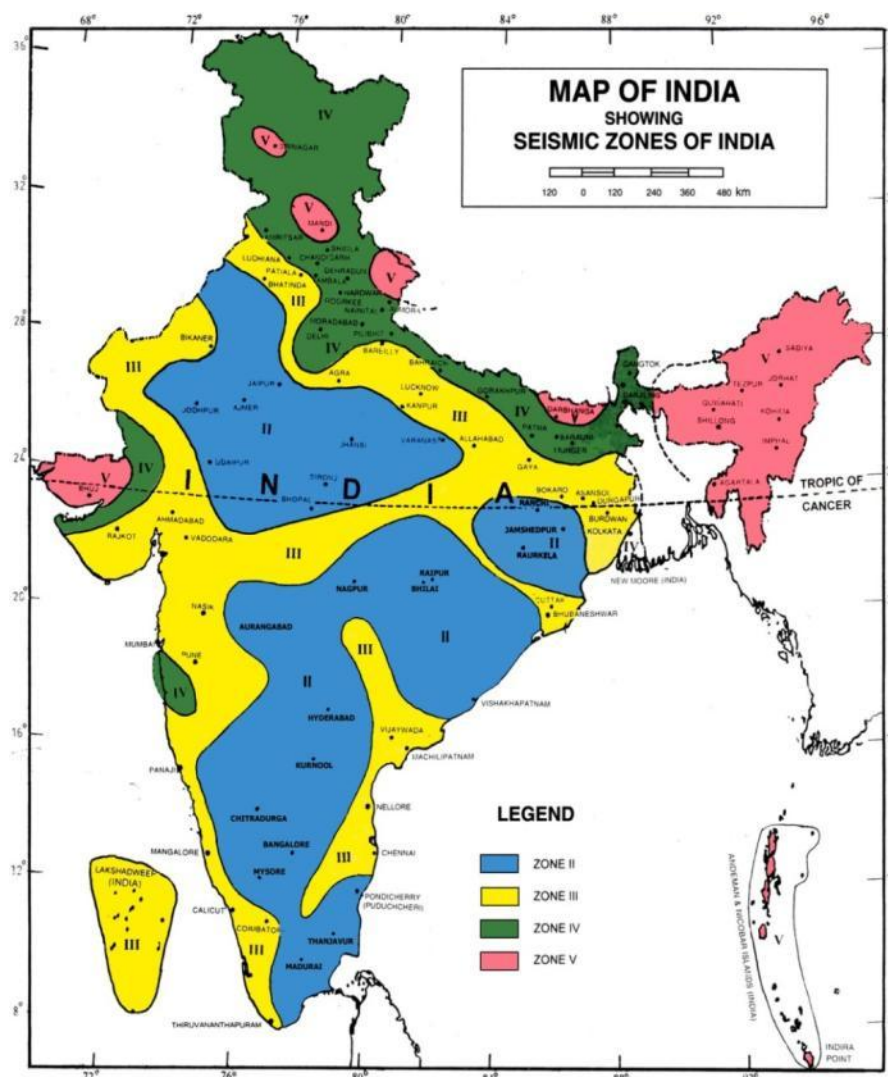 68° 72° 76° 80° 84° 88° 92° 96°
36°
MAP OF INDIA
SHOWING
SEISMIC ZONES OF INDIA
120 0 120 240 360 480 km
IV
V
SRINAGAR
32°
V
MANDI
AMRITSAR
SHIMLA
LUDHIANA
CHANDIGARH
PATIALA
AMBALA
DEHRADUN
V
BHATINDA
HARDWAR
ROORKEE
III
NAINITAL
ALMORA
28°
MORADABAD
PILIBHIT
DELHI
IV
BAREILLY
BIKANER
BAHRAICH
III
AGRA
JAIPUR
LUCKNOW
GORAKHPUR
GANGTOK
V
SADIYA
JODHPUR
AJMER
KANPUR
III
IV
DARBHANGA
V
TEZPUR
JORHAT
II
GUWAHATI
KOHIMA
SHILLONG
JHANSI
VARANASI
ALLAHABAD
PATNA
BARAUNI
MUNGER
IMPHAL
IV
UDAIPUR
GAYA
24°
V
BHUJ
SIRONJ
AGARTALA
I N D I A
BOKARO
ASANSOL
DURGAPUR
TROPIC OF
CANCER
BHOPAL
RANCHI
AHMADABAD
BURDWAN
RAJKOT
VADODARA
JAMSHEDPUR
KOLKATA
III
II
IV
RAURKELA
NEW MOORE (INDIA)
RAIPUR
BHILAI
NAGPUR
20°
CUTTAK
BHUBANESHWAR
NASIK
AURANGABAD
MUMBAI
III
II
PUNE
IV
II
VISHAKHAPATNAM
HYDERABAD
16°
VIJAYWADA
MACHILIPATNAM
PANAJI
KURNOOL
NELLORE
LEGEND
CHITRADURGA
BANGALORE
ZONE II
MANGALORE
III
CHENNAI
12°
MYSORE
LAKSHADWEEP
(INDIA)
ZONE III
PONDICHERRY
(PUDUCHCHERI)
CALICUT
COIMBATOR
ZONE IV
V
ANDEMAN & NICOBAR ISLANDS (INDIA)
III
III
THANJAVUR
ZONE V
MADURAI
8°
THIRUVANANTHAPURAM
INDIRA
POINT